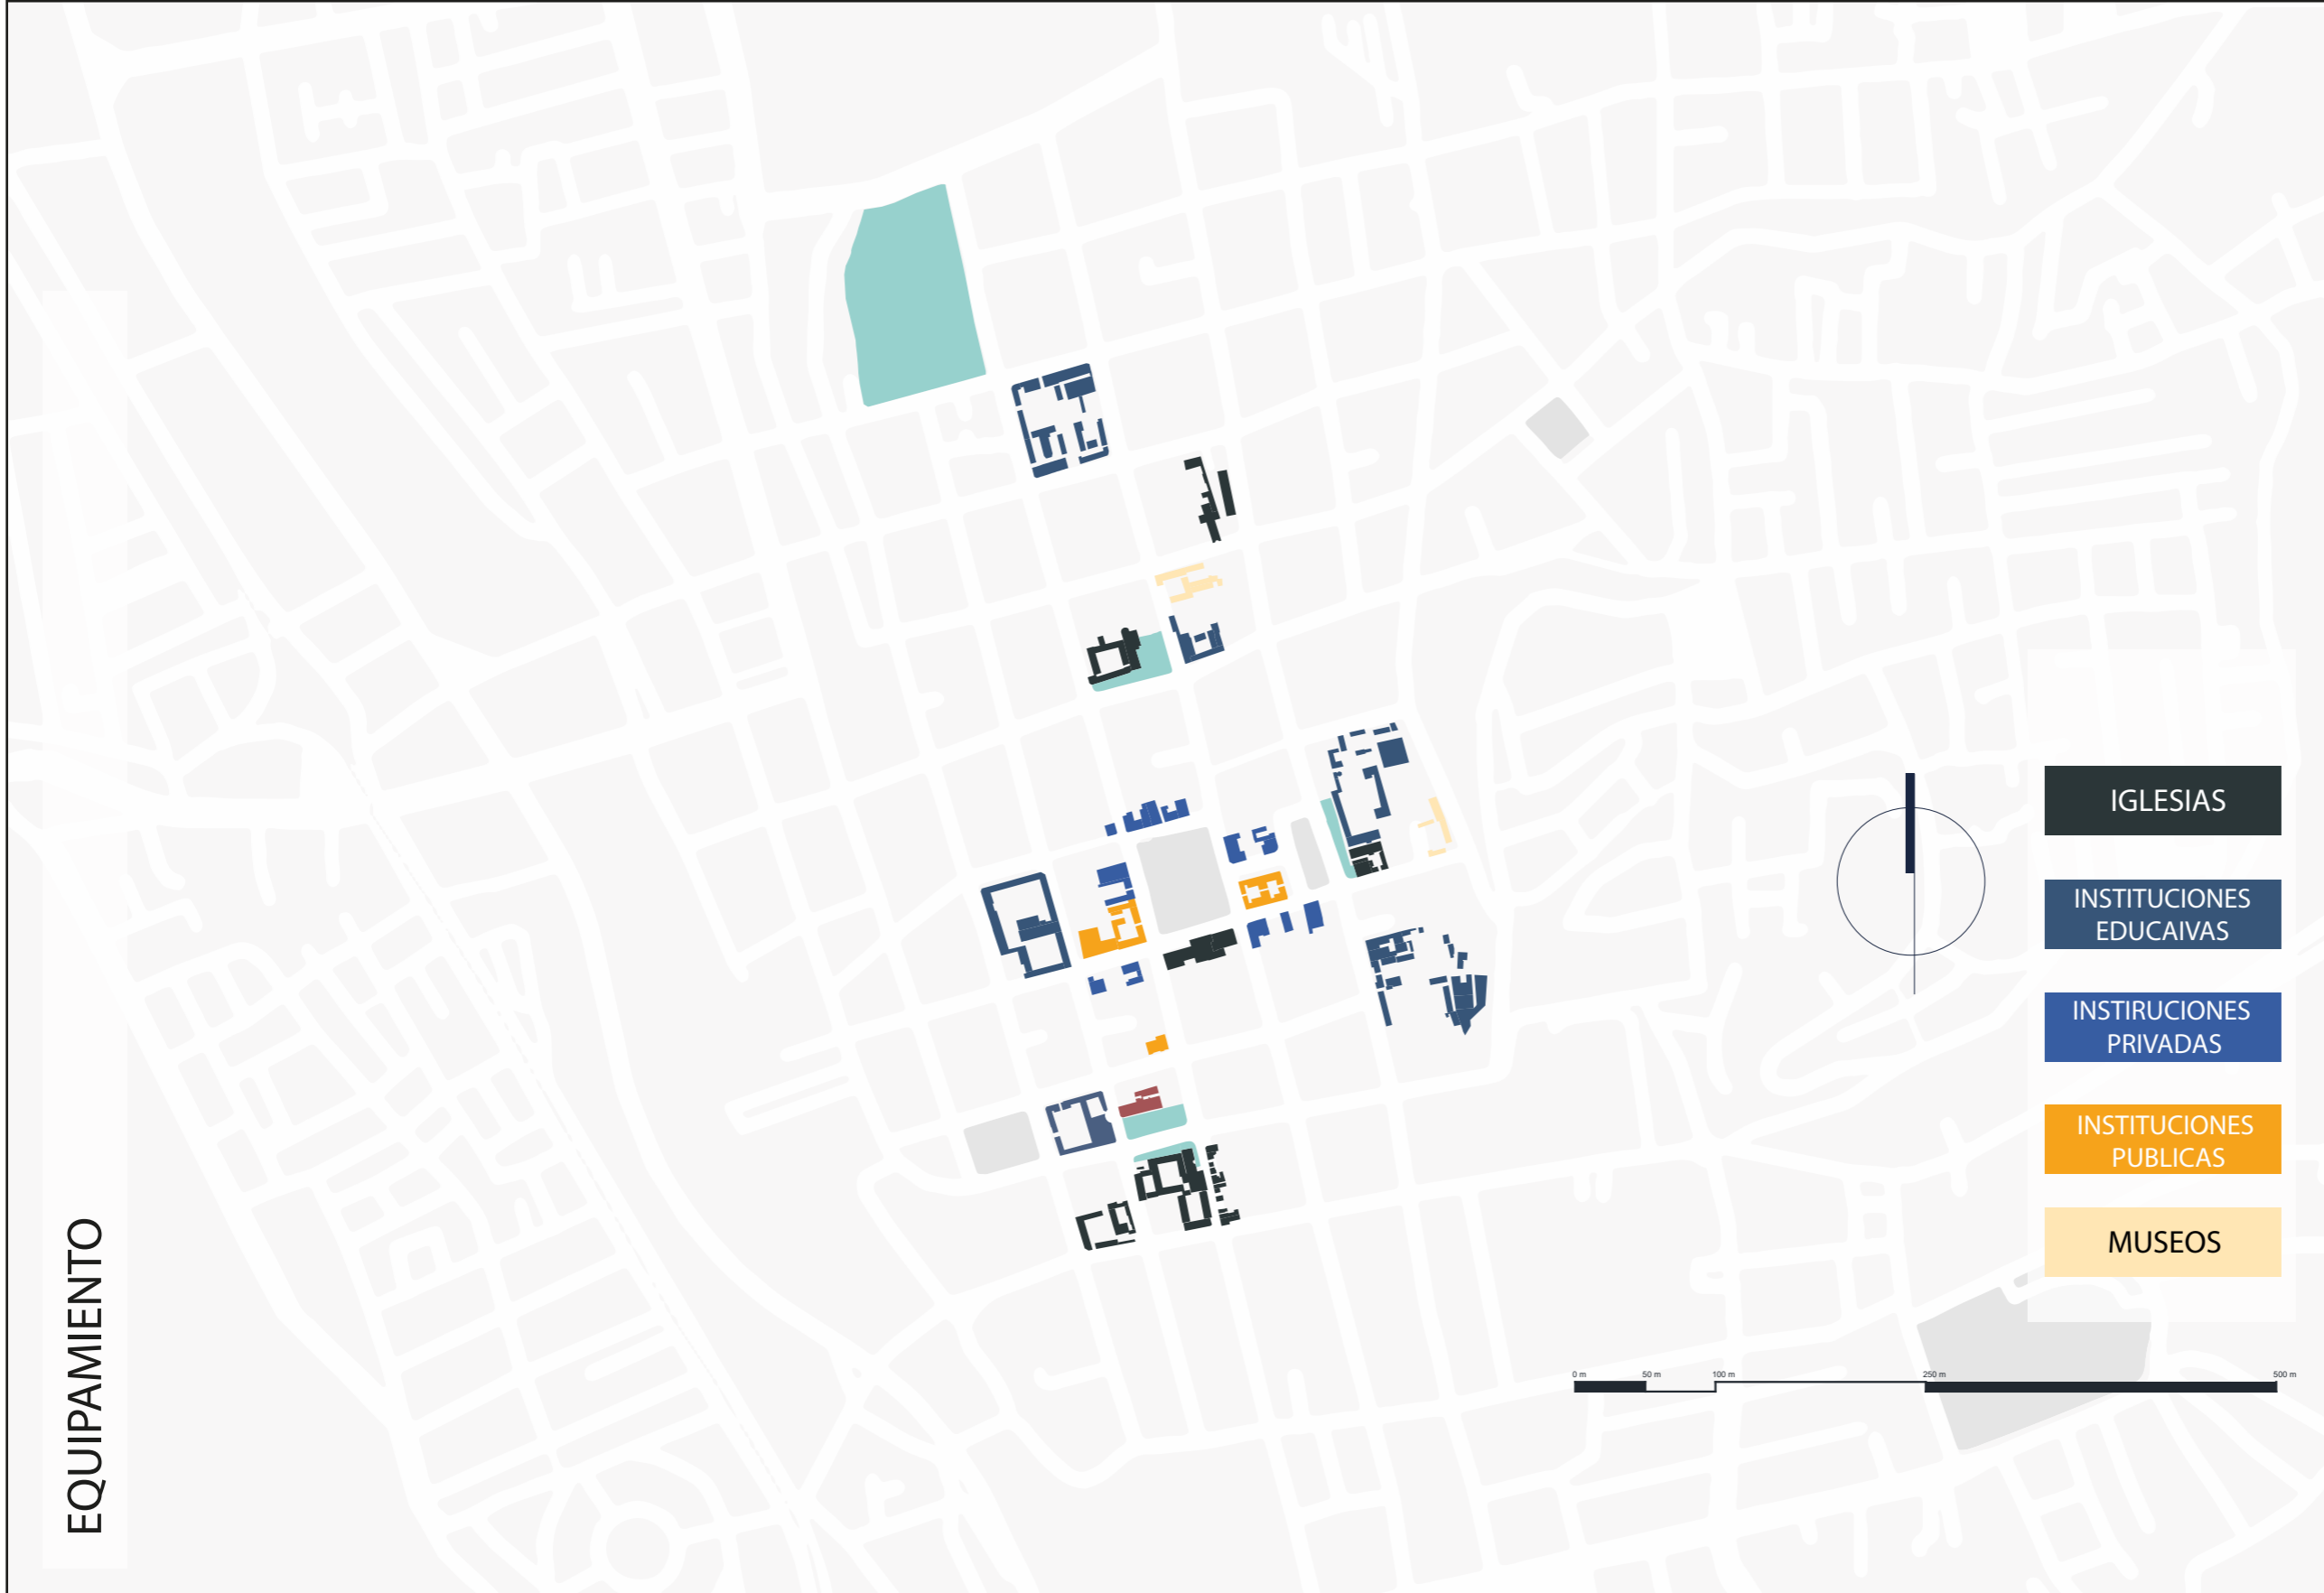 EQUIPAMIENTO
IGLESIAS
INSTITUCIONES
EDUCAIVAS
INSTIRUCIONES
PRIVADAS
INSTITUCIONES
PUBLICAS
MUSEOS
0 m 50 m 100 m 250 m 500 m